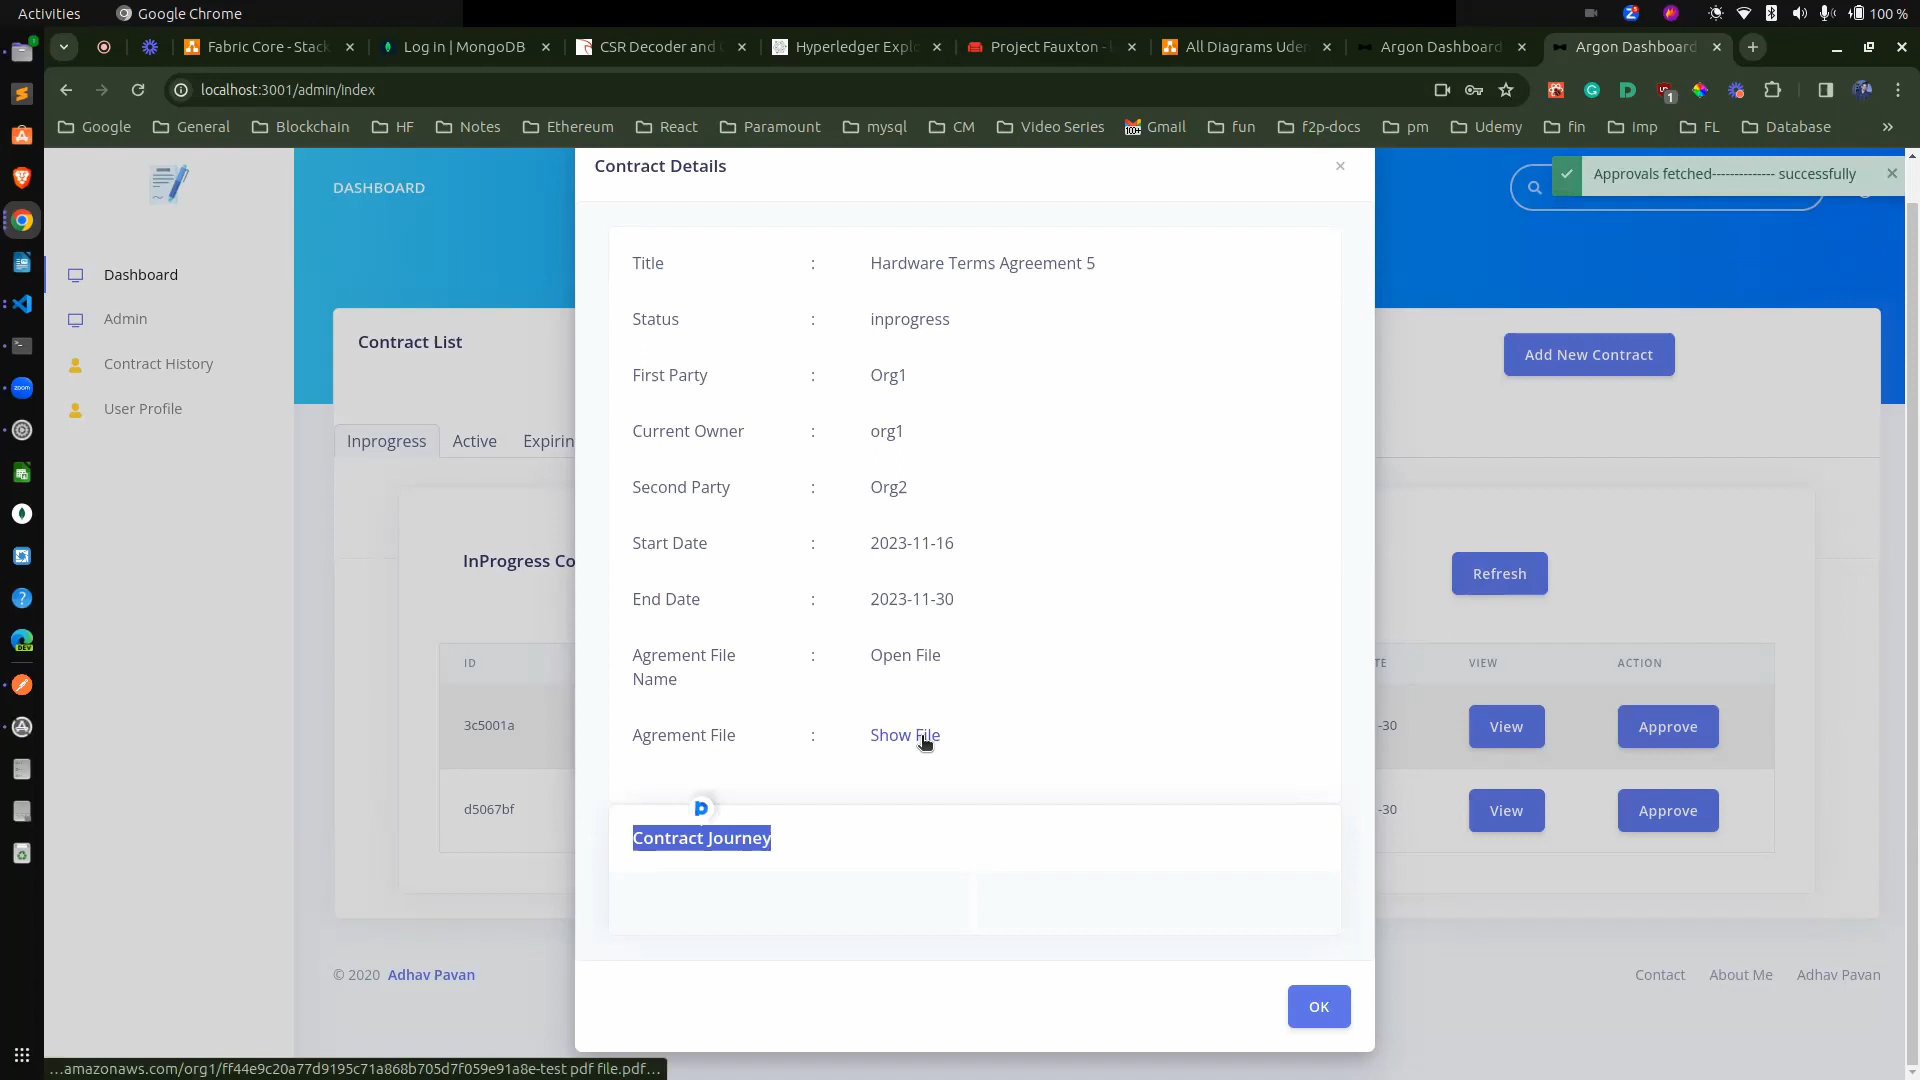 Activities Google Chrome 100 %
Fabric Core - Stack Log in | MongoDB CSR Decoder and Hyperledger Explo Project Fauxton - All Diagrams Uder Argon Dashboard Argon Dashboard
localhost:3001/admin/index
Google General Blockchain HF Notes Ethereum React Paramount mysql CM Video Series Gmail fun f2p-docs pm Udemy fin Imp FL Database »
DASHBOARD
Contract Details ×
Approvals fetched-------------- successfully
Dashboard
Admin
Contract History
User Profile
Contract List
Add New Contract
Inprogress Active Expirin
InProgress Co
Refresh
ID TE VIEW ACTION
3c5001a -30 View Approve
d5067bf -30 View Approve
Title : Hardware Terms Agreement 5
Status : inprogress
First Party : Org1
Current Owner : org1
Second Party : Org2
Start Date : 2023-11-16
End Date : 2023-11-30
Agrement File : Open File
Name
Agrement File : Show File
Contract Journey
OK
© 2020 Adhav Pavan
Contact About Me Adhav Pavan
...amazonaws.com/org1/ff44e9c20a77d9195c71a868b705d7f059e91a8e-test pdf file.pdf...